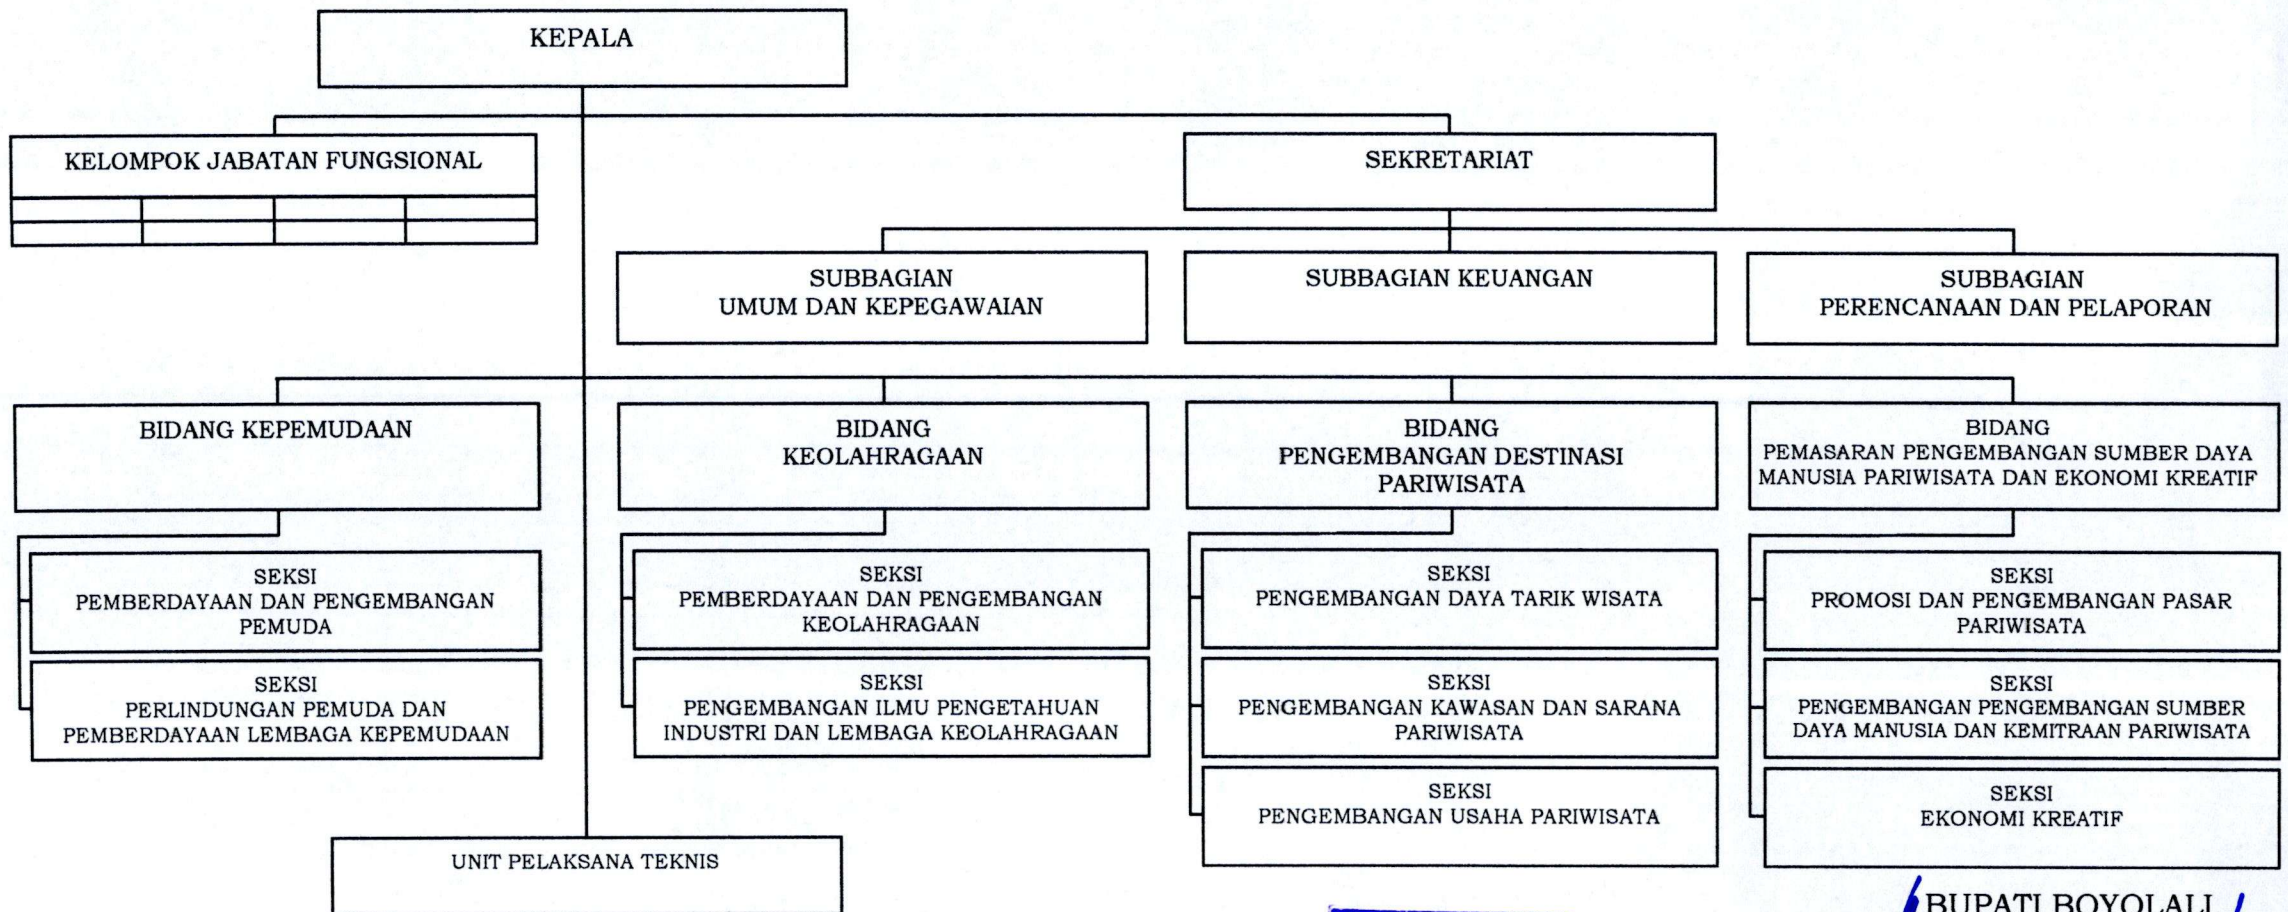 KEPALA
KELOMPOK JABATAN FUNGSIONAL
SEKRETARIAT
SUBBAGIAN
UMUM DAN KEPEGAWAIAN
SUBBAGIAN KEUANGAN
SUBBAGIAN
PERENCANAAN DAN PELAPORAN
BIDANG KEPEMUDAAN
BIDANG
KEOLAHRAGAAN
BIDANG
PENGEMBANGAN DESTINASI
PARIWISATA
BIDANG
PEMASARAN PENGEMBANGAN SUMBER DAYA
MANUSIA PARIWISATA DAN EKONOMI KREATIF
SEKSI
PEMBERDAYAAN DAN PENGEMBANGAN
PEMUDA
SEKSI
PERLINDUNGAN PEMUDA DAN
PEMBERDAYAAN LEMBAGA KEPEMUDAAN
SEKSI
PEMBERDAYAAN DAN PENGEMBANGAN
KEOLAHRAGAAN
SEKSI
PENGEMBANGAN ILMU PENGETAHUAN
INDUSTRI DAN LEMBAGA KEOLAHRAGAAN
SEKSI
PENGEMBANGAN DAYA TARIK WISATA
SEKSI
PENGEMBANGAN KAWASAN DAN SARANA
PARIWISATA
SEKSI
PENGEMBANGAN USAHA PARIWISATA
SEKSI
PROMOSI DAN PENGEMBANGAN PASAR
PARIWISATA
SEKSI
PENGEMBANGAN PENGEMBANGAN SUMBER
DAYA MANUSIA DAN KEMITRAAN PARIWISATA
SEKSI
EKONOMI KREATIF
UNIT PELAKSANA TEKNIS
BUPATI BOYOLALI